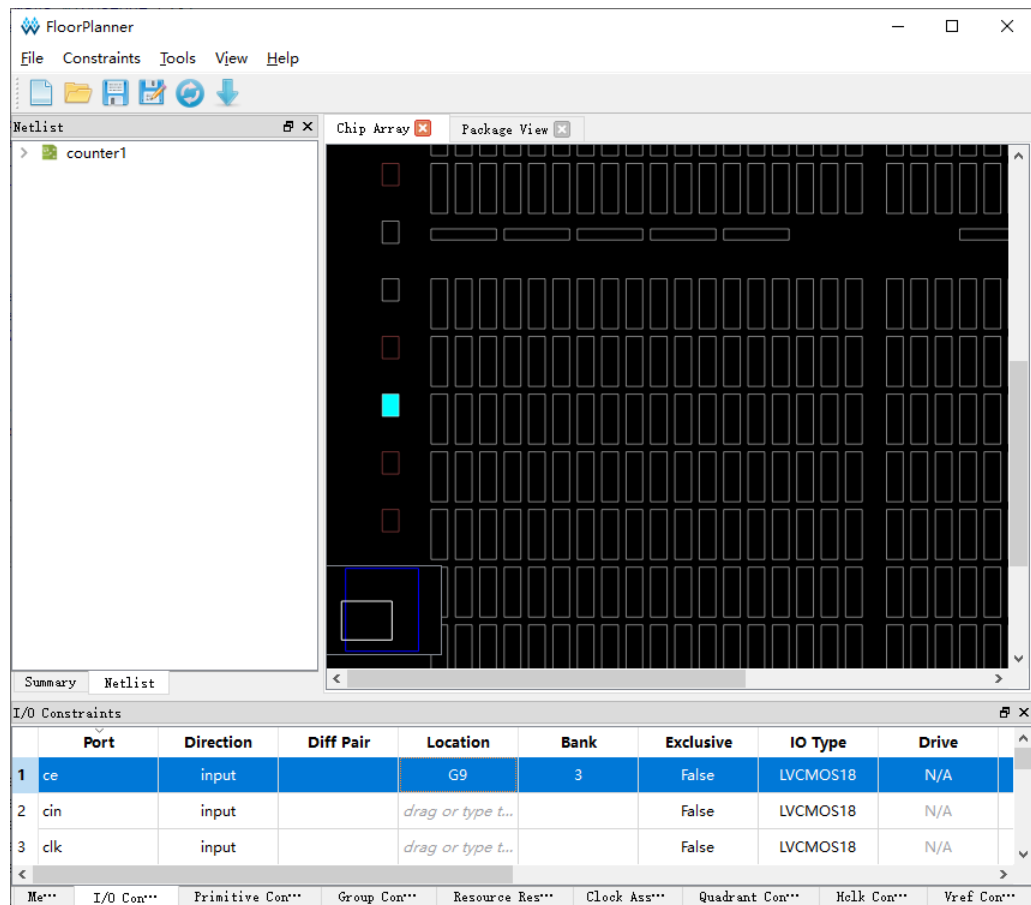 FloorPlanner
File Constraints Tools View Help
Netlist
Chip Array Package View
counter1
Summary Netlist
I/O Constraints
Port Direction Diff Pair Location Bank Exclusive IO Type Drive
1 ce input G9 3 False LVCMOS18 N/A
2 cin input drag or type t... False LVCMOS18 N/A
3 clk input drag or type t... False LVCMOS18 N/A
Me··· I/O Con··· Primitive Con··· Group Con··· Resource Res··· Clock Ass··· Quadrant Con··· Hclk Con··· Vref Con···